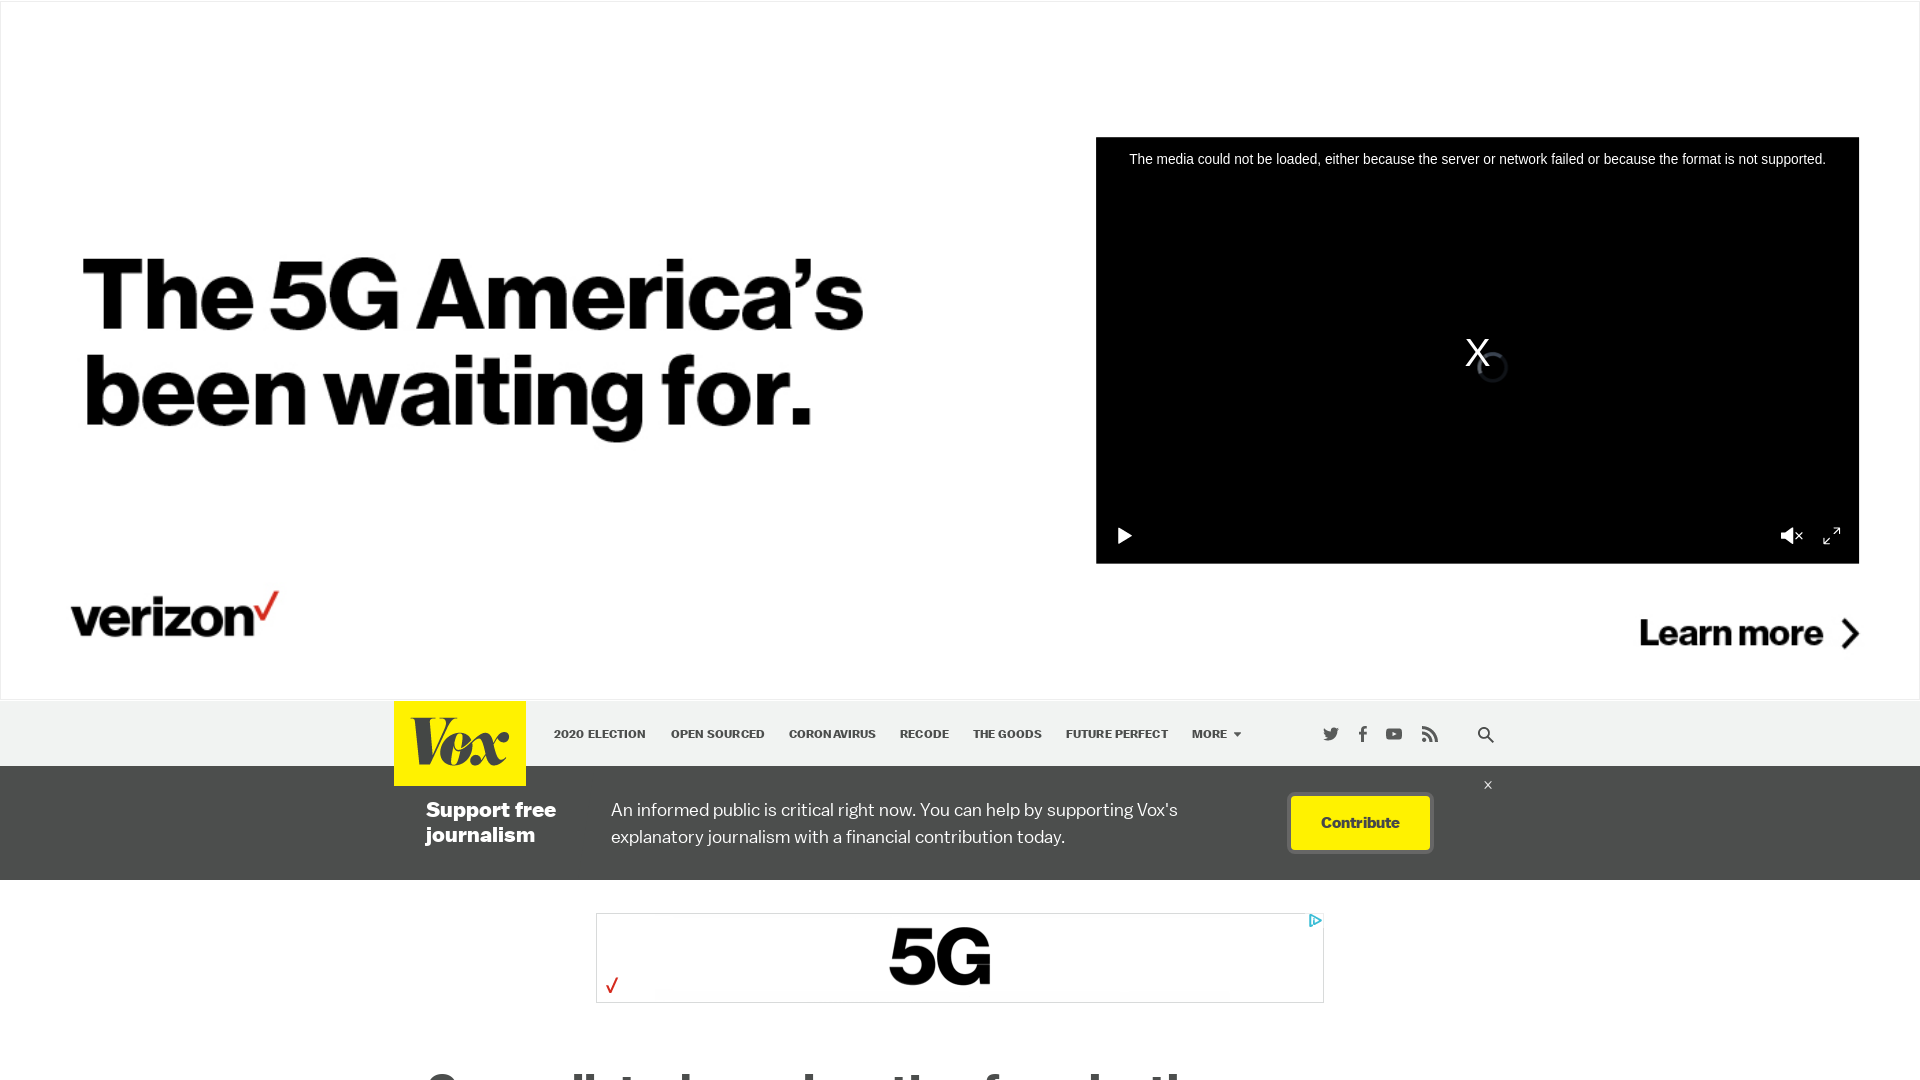 The media could not be loaded, either because the server or network failed or because the format is not supported.
The 5G America's
been waiting for.
X
verizon
Learn more
Vox
2020 ELECTION OPEN SOURCED CORONAVIRUS RECODE THE GOODS FUTURE PERFECT MORE
x
Support free
journalism
An informed public is critical right now. You can help by supporting Vox's
explanatory journalism with a financial contribution today.
Contribute
5G